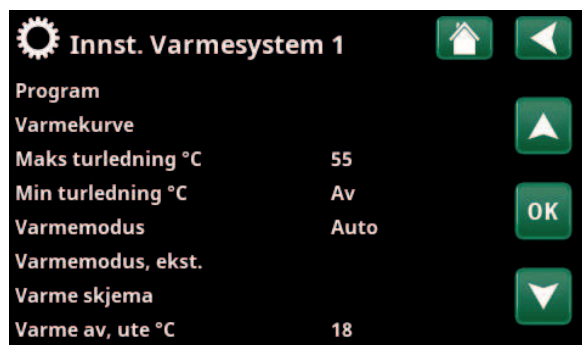 Innst. Varmesystem 1
Program
Varmekurve
Maks turledning °C 55
Min turledning °C Av
Varmemodus Auto
OK
Varmemodus, ekst.
Varme skjema
Varme av, ute °C 18